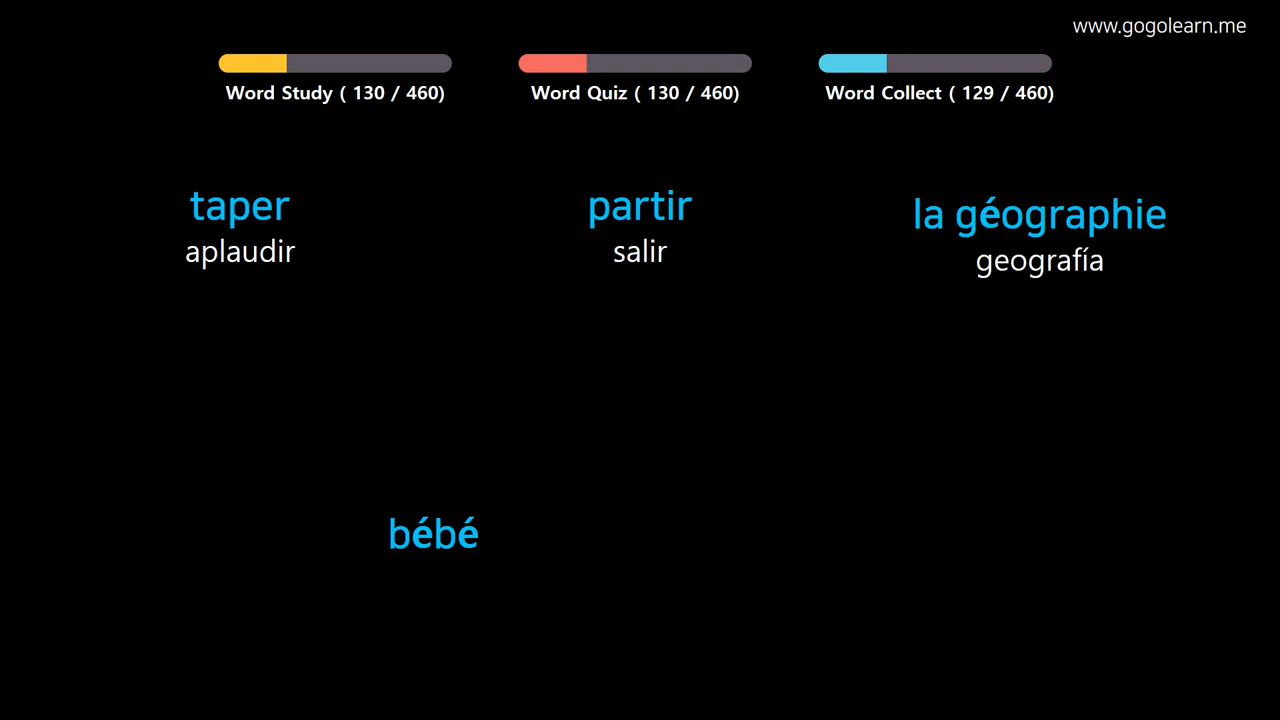 www.gogolearn.me
Word Study ( 130 / 460)
Word Quiz ( 130 / 460)
Word Collect ( 129 / 460)
taper
aplaudir
partir
salir
la géographie
geografía
bébé